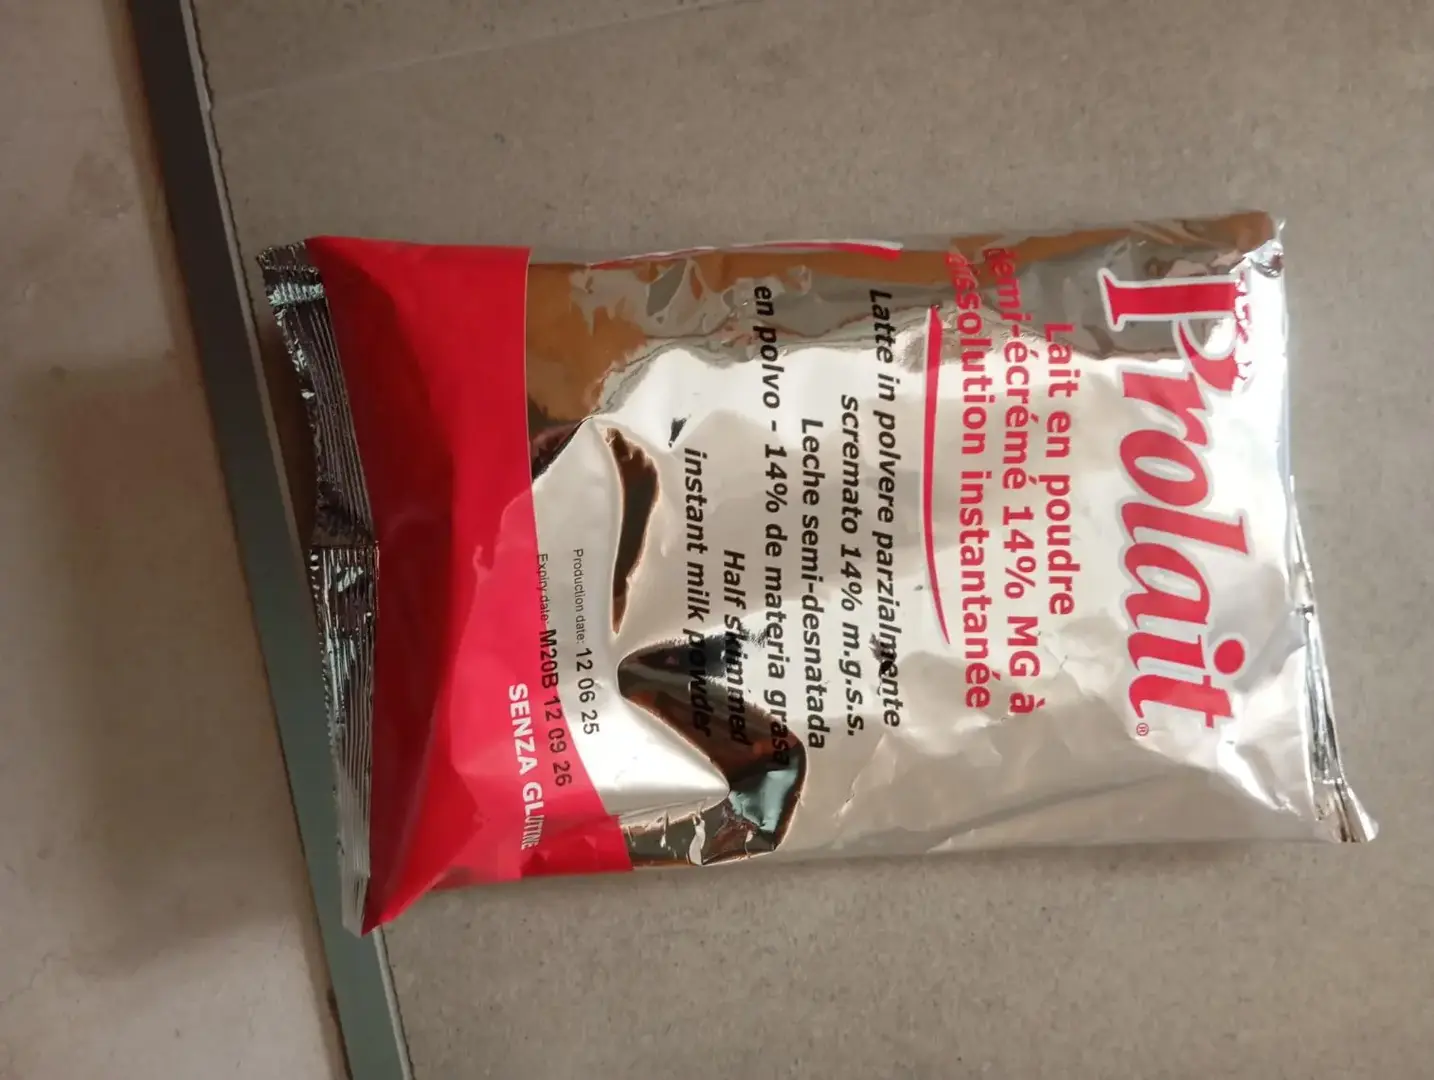 Prolait®
Lait en poudre
demi-écrémé 14% MG à
dissolution instantanée
Latte in polvere parzialmente
scremato 14% m.g.s.s.
Leche semi-desnatada
en polvo - 14% de materia grasa
Half skimmed
instant milk powder
Production date: 12 06 25
Expiry date: M20B 12 09 26
SENZA GLUTINE